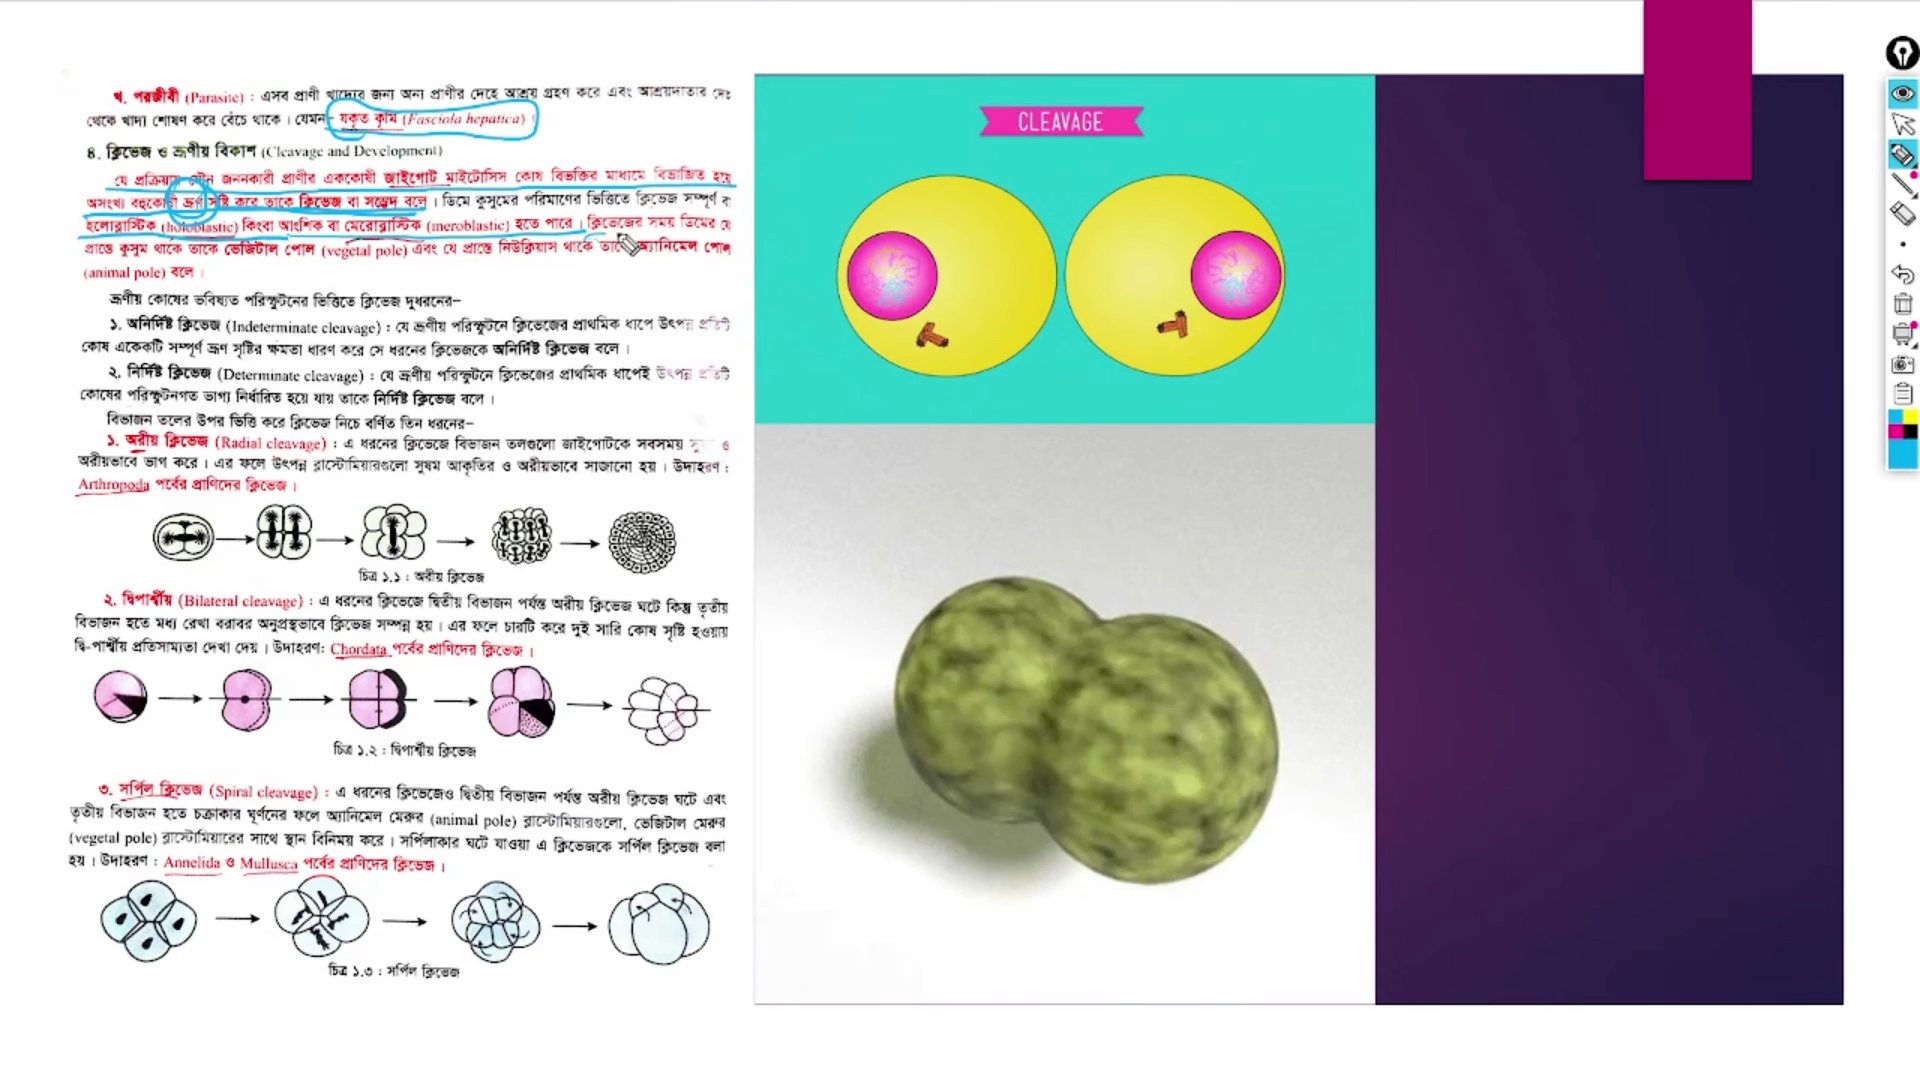 খ. পরজীবী (Parasite) : এসব প্রাণী খাদ্যের জন্য অন্য প্রাণীর দেহে আশ্রয় গ্রহণ করে এবং আশ্রয়দাতার
থেকে খাদ্য শোষণ করে বেঁচে থাকে। যেমন- যকৃত কৃমি (Fasciola hepatica)।
৪. ক্লিভেজ ও ভ্রূণীয় বিকাশ (Cleavage and Development)
যে প্রক্রিয়ায় যৌন জননকারী প্রাণীর এককোষী জাইগোট মাইটোসিস কোষ বিভক্তির মাধ্যমে বিভাজিত হয়ে
অসংখ্য বহুকোষী ভ্রূণ সৃষ্টি করে তাকে ক্লিভেজ বা সম্ভেদ বলে। ডিমে কুসুমের পরিমাণের ভিত্তিতে ক্লিভেজ সম্পূর্ণ বা
হলোব্লাস্টিক (holoblastic) কিংবা আংশিক বা মেরোব্লাস্টিক (meroblastic) হতে পারে। ক্লিভেজের সময় ডিমের যে
প্রান্তে কুসুম থাকে তাকে ভেজিটাল পোল (vegetal pole) এবং যে প্রান্তে নিউক্লিয়াস থাকে তাকে অ্যানিমেল পোল
(animal pole) বলে।
ভ্রূণীয় কোষের ভবিষ্যত পরিস্ফুটনের ভিত্তিতে ক্লিভেজ দুধরনের–
১. অনির্দিষ্ট ক্লিভেজ (Indeterminate cleavage) : যে ভ্রূণীয় পরিস্ফুটনে ক্লিভেজের প্রাথমিক ধাপে উৎপন্ন প্রতিটি
কোষ একেকটি সম্পূর্ণ ভ্রূণ সৃষ্টির ক্ষমতা ধারণ করে সে ধরনের ক্লিভেজকে অনির্দিষ্ট ক্লিভেজ বলে।
২. নির্দিষ্ট ক্লিভেজ (Determinate cleavage) : যে ভ্রূণীয় পরিস্ফুটনে ক্লিভেজের প্রাথমিক ধাপেই উৎপন্ন প্রতিটি
কোষের পরিস্ফুটনগত ভাগ্য নির্ধারিত হয়ে যায় তাকে নির্দিষ্ট ক্লিভেজ বলে।
বিভাজন তলের উপর ভিত্তি করে ক্লিভেজ নিচে বর্ণিত তিন ধরনের–
১. অরীয় ক্লিভেজ (Radial cleavage) : এ ধরনের ক্লিভেজে বিভাজন তলগুলো জাইগোটকে সবসময় ও
অরীয়ভাবে ভাগ করে। এর ফলে উৎপন্ন ব্লাস্টোমিয়ারগুলো সুষম আকৃতির ও অরীয়ভাবে সাজানো হয়। উদাহরণ :
Arthropoda পর্বের প্রাণিদের ক্লিভেজ।
চিত্র ১.১ : অরীয় ক্লিভেজ
২. দ্বিপার্শ্বীয় (Bilateral cleavage) : এ ধরনের ক্লিভেজে দ্বিতীয় বিভাজন পর্যন্ত অরীয় ক্লিভেজ ঘটে কিন্তু তৃতীয়
বিভাজন হতে মধ্য রেখা বরাবর অনুপ্রস্থভাবে ক্লিভেজ সম্পন্ন হয়। এর ফলে চারটি করে দুই সারি কোষ সৃষ্টি হওয়ায়
দ্বি-পার্শ্বীয় প্রতিসাম্যতা দেখা দেয়। উদাহরণ: Chordata পর্বের প্রাণিদের ক্লিভেজ।
চিত্র ১.২ : দ্বিপার্শ্বীয় ক্লিভেজ
৩. সর্পিল ক্লিভেজ (Spiral cleavage) : এ ধরনের ক্লিভেজেও দ্বিতীয় বিভাজন পর্যন্ত অরীয় ক্লিভেজ ঘটে এবং
তৃতীয় বিভাজন হতে চক্রাকার ঘূর্ণনের ফলে অ্যানিমেল মেরুর (animal pole) ব্লাস্টোমিয়ারগুলো, ভেজিটাল মেরুর
(vegetal pole) ব্লাস্টোমিয়ারের সাথে স্থান বিনিময় করে। সর্পিলাকার ঘটে যাওয়া এ ক্লিভেজকে সর্পিল ক্লিভেজ বলা
হয়। উদাহরণ : Annelida ও Mullusca পর্বের প্রাণিদের ক্লিভেজ।
চিত্র ১.৩ : সর্পিল ক্লিভেজ
CLEAVAGE